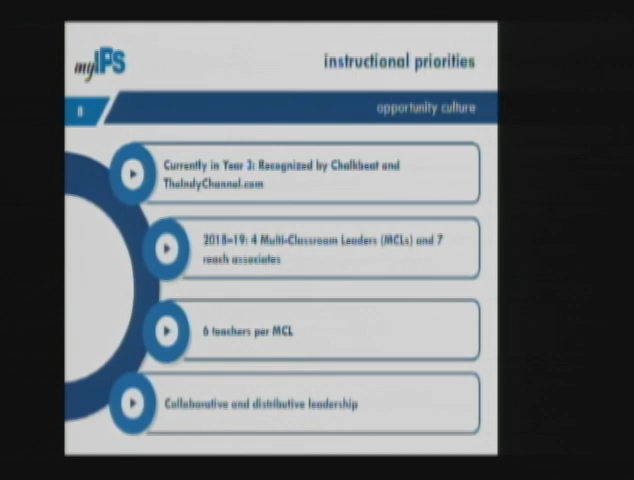 myIPS
instructional priorities
8
opportunity culture
Currently in Year 3: Recognized by Chalkbeat and
TheIndyChannel.com
2018-19: 4 Multi-Classroom Leaders (MCLs) and 7
reach associates
6 teachers per MCL
Collaborative and distributive leadership